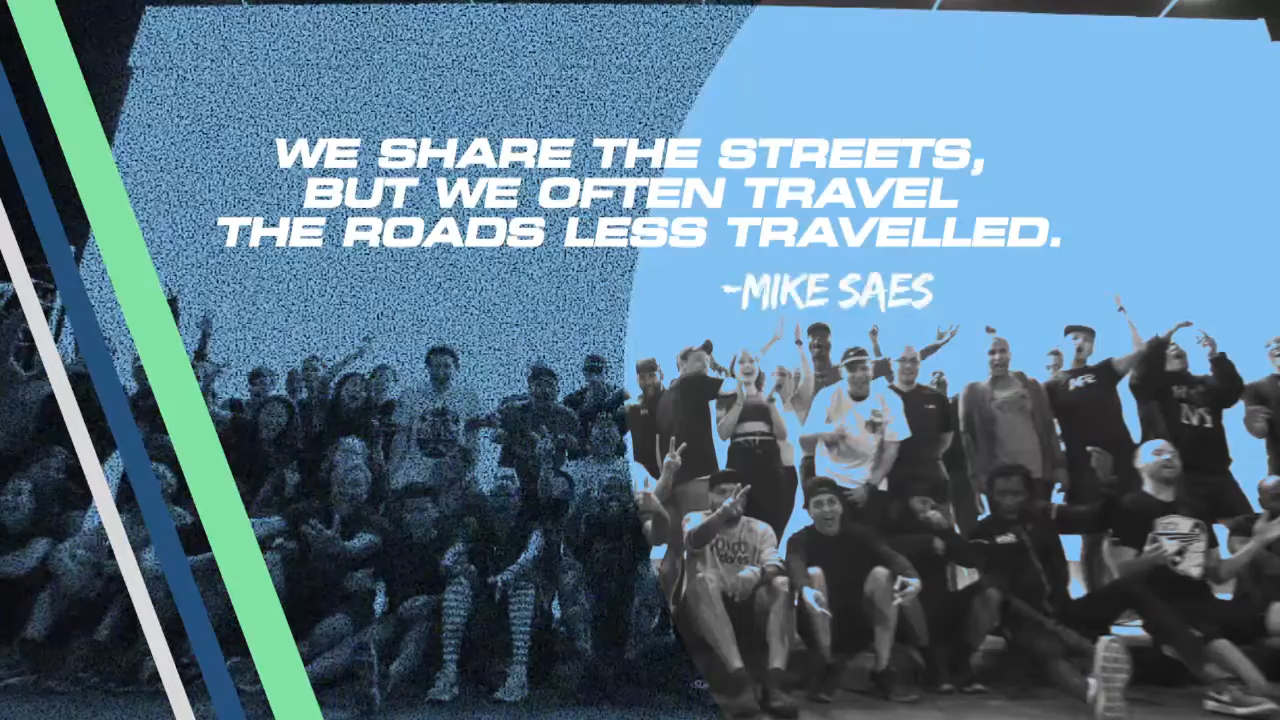 WE SHARE THE STREETS,
BUT WE OFTEN TRAVEL
THE ROADS LESS TRAVELLED.
-MIKE SAES